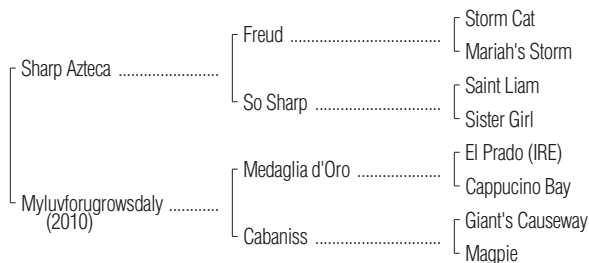 Storm Cat
Freud ........................................
Mariah's Storm
Sharp Azteca ..........................
Saint Liam
So Sharp .................................
Sister Girl
El Prado (IRE)
Medaglia d'Oro ......................
Cappucino Bay
Myluvforugrowsdaly .............
(2010)
Giant's Causeway
Cabaniss .................................
Magpie